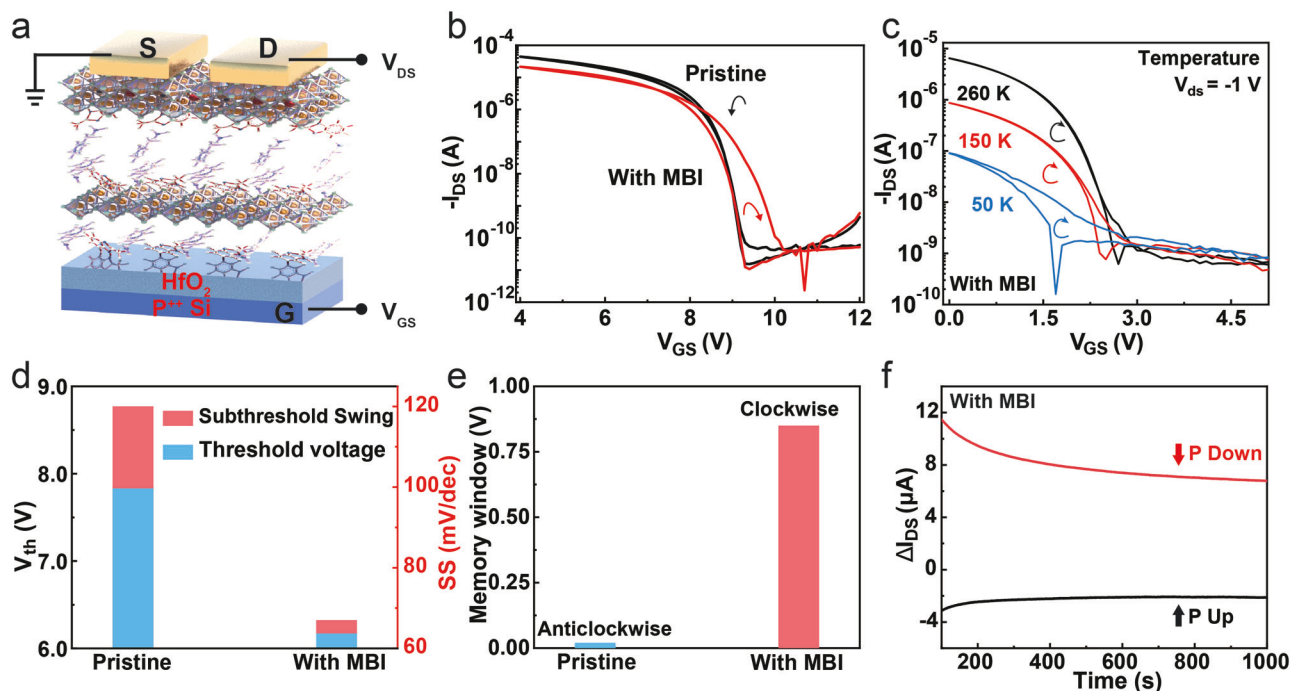 a
S
D
V_DS
HfO₂
P⁺⁺ Si
G
V_GS
b
-I_DS (A)
10⁻⁴
10⁻⁶
10⁻⁸
10⁻¹⁰
10⁻¹²
Pristine
With MBI
4
6
8
10
12
V_GS (V)
c
-I_DS (A)
10⁻⁵
10⁻⁶
10⁻⁷
10⁻⁸
10⁻⁹
10⁻¹⁰
Temperature
V_ds = -1 V
260 K
150 K
50 K
With MBI
0.0
1.5
3.0
4.5
V_GS (V)
d
V_th (V)
9.0
8.0
7.0
6.0
Subthreshold Swing
Threshold voltage
120
100
80
60
SS (mV/dec)
Pristine
With MBI
e
Memory window (V)
1.00
0.75
0.50
0.25
0.00
Clockwise
Anticlockwise
Pristine
With MBI
f
ΔI_DS (µA)
12
8
4
0
-4
With MBI
P Down
P Up
200
400
600
800
1000
Time (s)